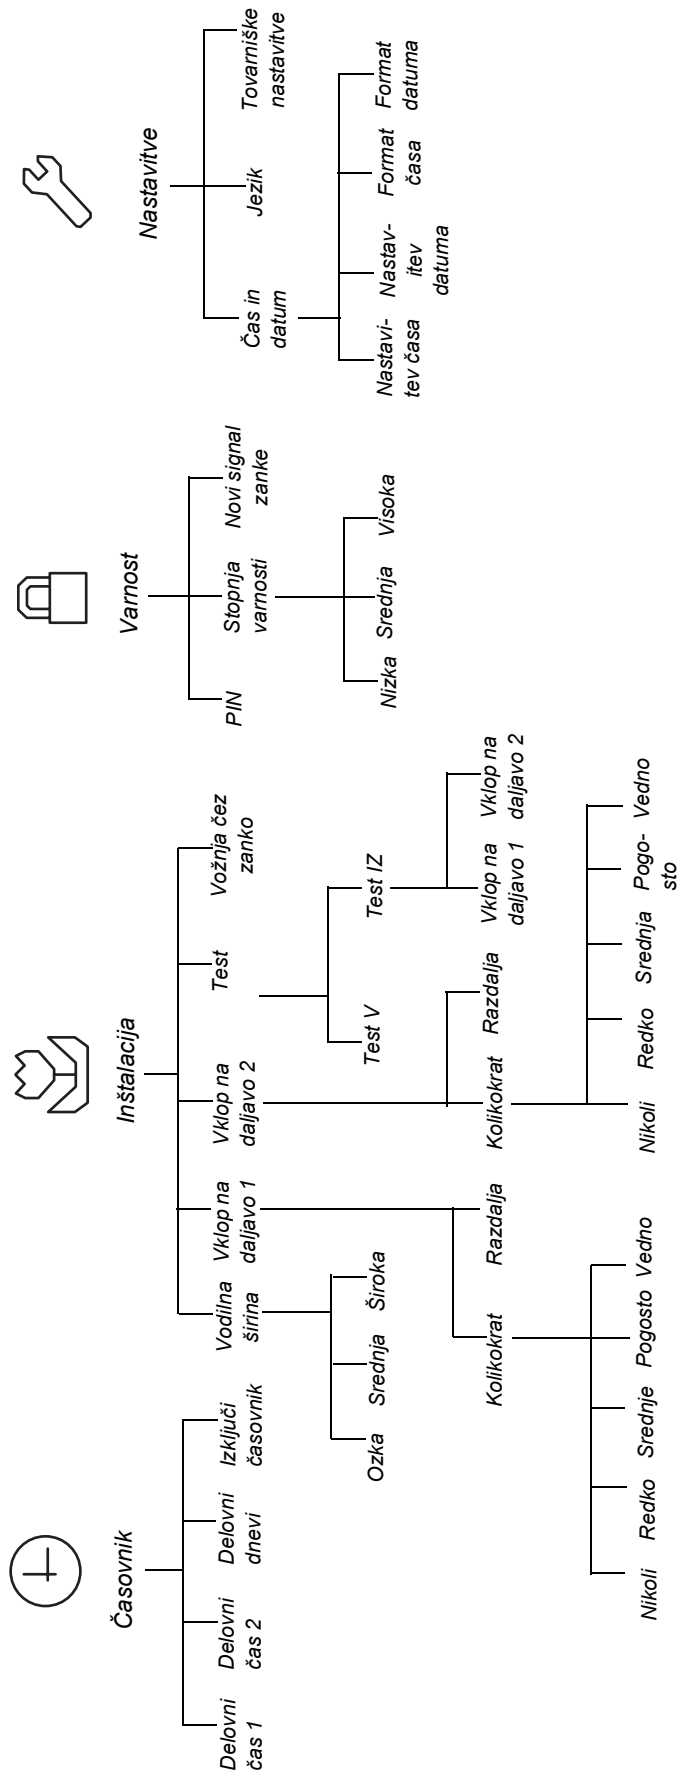 Časovnik
Delovni
čas 1
Delovni
čas 2
Delovni
dnevi
Izključi
časovnik
Inštalacija
Vodilna
širina
Ozka
Srednja
Široka
Vklop na
daljavo 1
Kolikokrat
Nikoli
Redko
Srednje
Pogosto
Vedno
Razdalja
Vklop na
daljavo 2
Kolikokrat
Nikoli
Redko
Srednja
Pogo-
sto
Vedno
Razdalja
Test
Test V
Test IZ
Vklop na
daljavo 1
Vklop na
daljavo 2
Vožnja čez
zanko
Varnost
PIN
Stopnja
varnosti
Nizka
Srednja
Visoka
Novi signal
zanke
Nastavitve
Čas in
datum
Nastavi-
tev časa
Nastav-
itev
datuma
Format
časa
Format
datuma
Jezik
Tovarniške
nastavitve